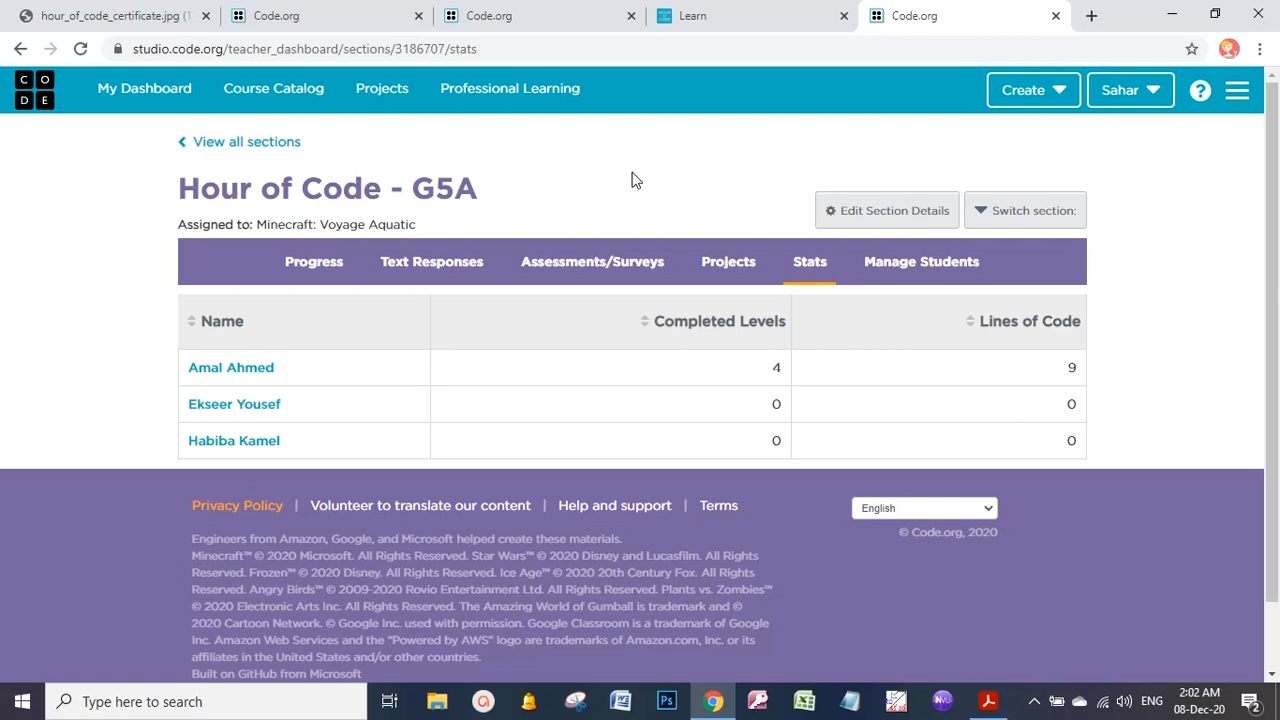 hour_of_code_certificate.jpg (1
Code.org
Code.org
Learn
Code.org
studio.code.org/teacher_dashboard/sections/3186707/stats
CODE
My Dashboard
Course Catalog
Projects
Professional Learning
Create
Sahar
?
View all sections
Hour of Code - G5A
Assigned to: Minecraft: Voyage Aquatic
Edit Section Details
Switch section:
Progress
Text Responses
Assessments/Surveys
Projects
Stats
Manage Students
Name
Completed Levels
Lines of Code
Amal Ahmed 4 9
Ekseer Yousef 0 0
Habiba Kamel 0 0
Privacy Policy | Volunteer to translate our content | Help and support | Terms
English
© Code.org, 2020
Engineers from Amazon, Google, and Microsoft helped create these materials.
Minecraft™ © 2020 Microsoft. All Rights Reserved. Star Wars™ © 2020 Disney and Lucasfilm. All Rights
Reserved. Frozen™ © 2020 Disney. All Rights Reserved. Ice Age™ © 2020 20th Century Fox. All Rights
Reserved. Angry Birds™ © 2009-2020 Rovio Entertainment Ltd. All Rights Reserved. Plants vs. Zombies™
© 2020 Electronic Arts Inc. All Rights Reserved. The Amazing World of Gumball is trademark and ©
2020 Cartoon Network. © Google Inc. used with permission. Google Classroom is a trademark of Google
Inc. Amazon Web Services and the “Powered by AWS” logo are trademarks of Amazon.com, Inc. or its
affiliates in the United States and/or other countries.
Built on GitHub from Microsoft
Type here to search
ENG
2:02 AM
08-Dec-20
2